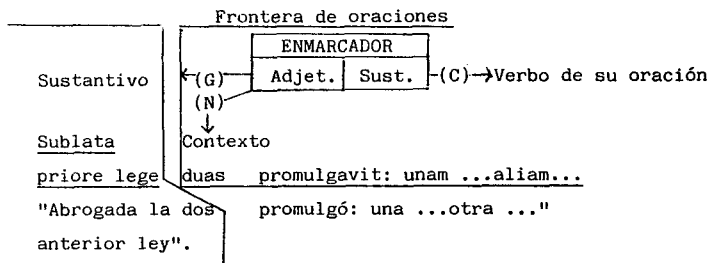 Frontera de oraciones
ENMARCADOR
Sustantivo (G) Adjet. Sust. (C) Verbo de su oración
(N)
Sublata Contexto
priore lege duas promulgavit: unam ...aliam...
"Abrogada la dos promulgó: una ...otra ..."
anterior ley".